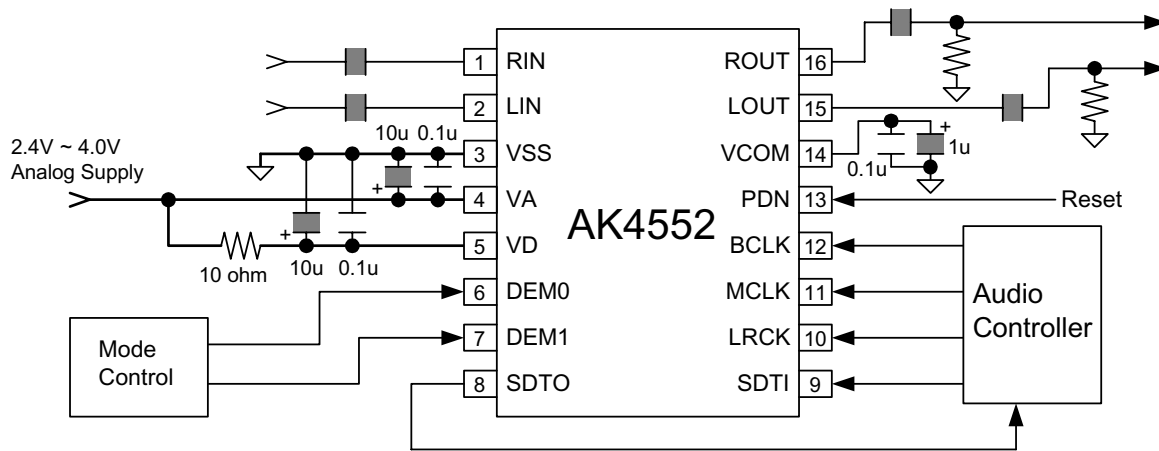 1 RIN
2 LIN
3 VSS
4 VA
5 VD
6 DEM0
7 DEM1
8 SDTO
AK4552
ROUT 16
LOUT 15
VCOM 14
PDN 13
BCLK 12
MCLK 11
LRCK 10
SDTI 9
10u 0.1u
2.4V ~ 4.0V
Analog Supply
+
+
10 ohm
10u 0.1u
Mode
Control
+
0.1u
1u
Reset
Audio
Controller